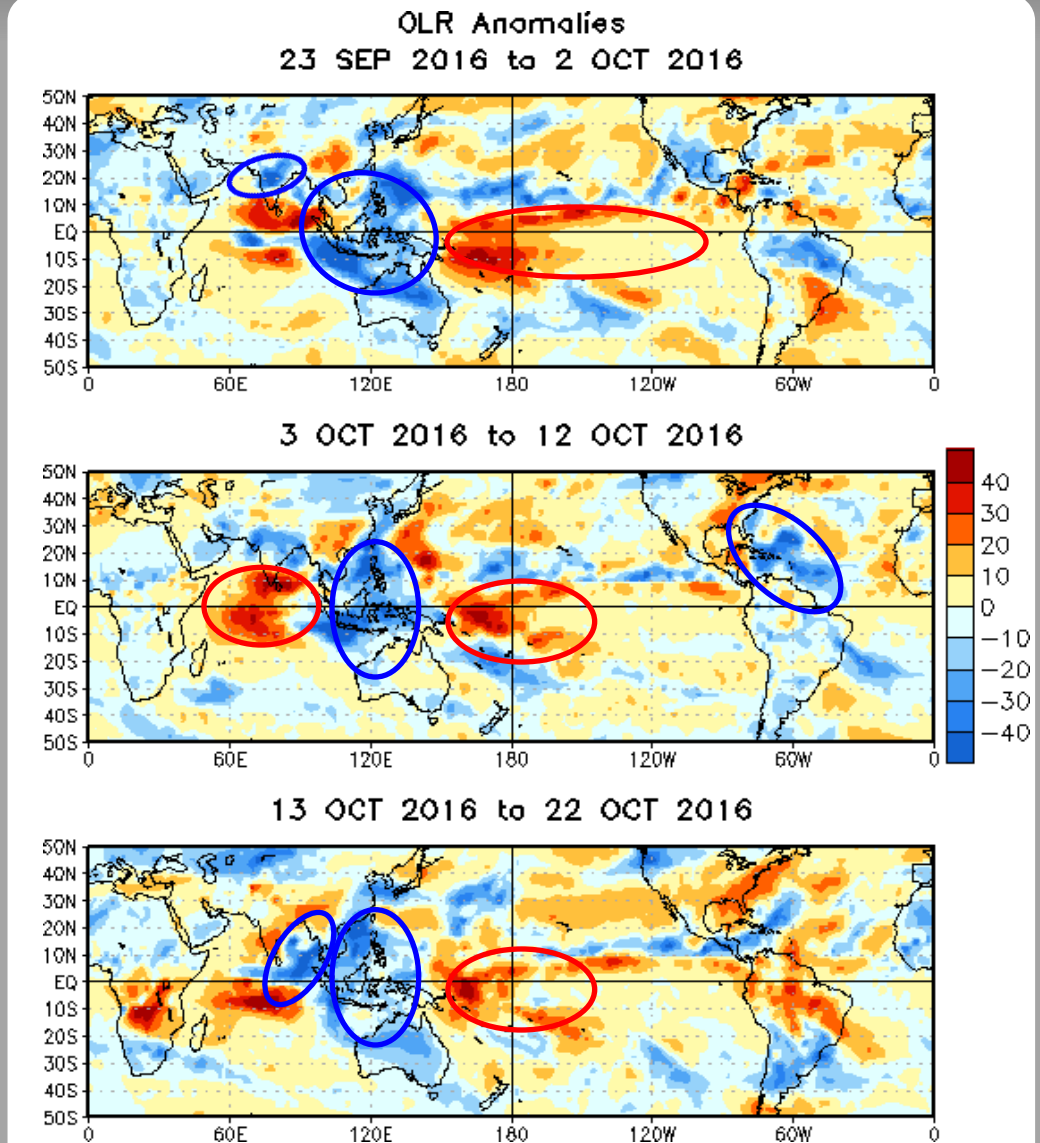 OLR Anomalies
23 SEP 2016 to 2 OCT 2016
50N
40N
30N
20N
10N
EQ
10S
20S
30S
40S
50S
0 60E 120E 180 120W 60W 0
3 OCT 2016 to 12 OCT 2016
50N
40N
30N
20N
10N
EQ
10S
20S
30S
40S
50S
0 60E 120E 180 120W 60W 0
40
30
20
10
0
−10
−20
−30
−40
13 OCT 2016 to 22 OCT 2016
50N
40N
30N
20N
10N
EQ
10S
20S
30S
40S
50S
0 60E 120E 180 120W 60W 0